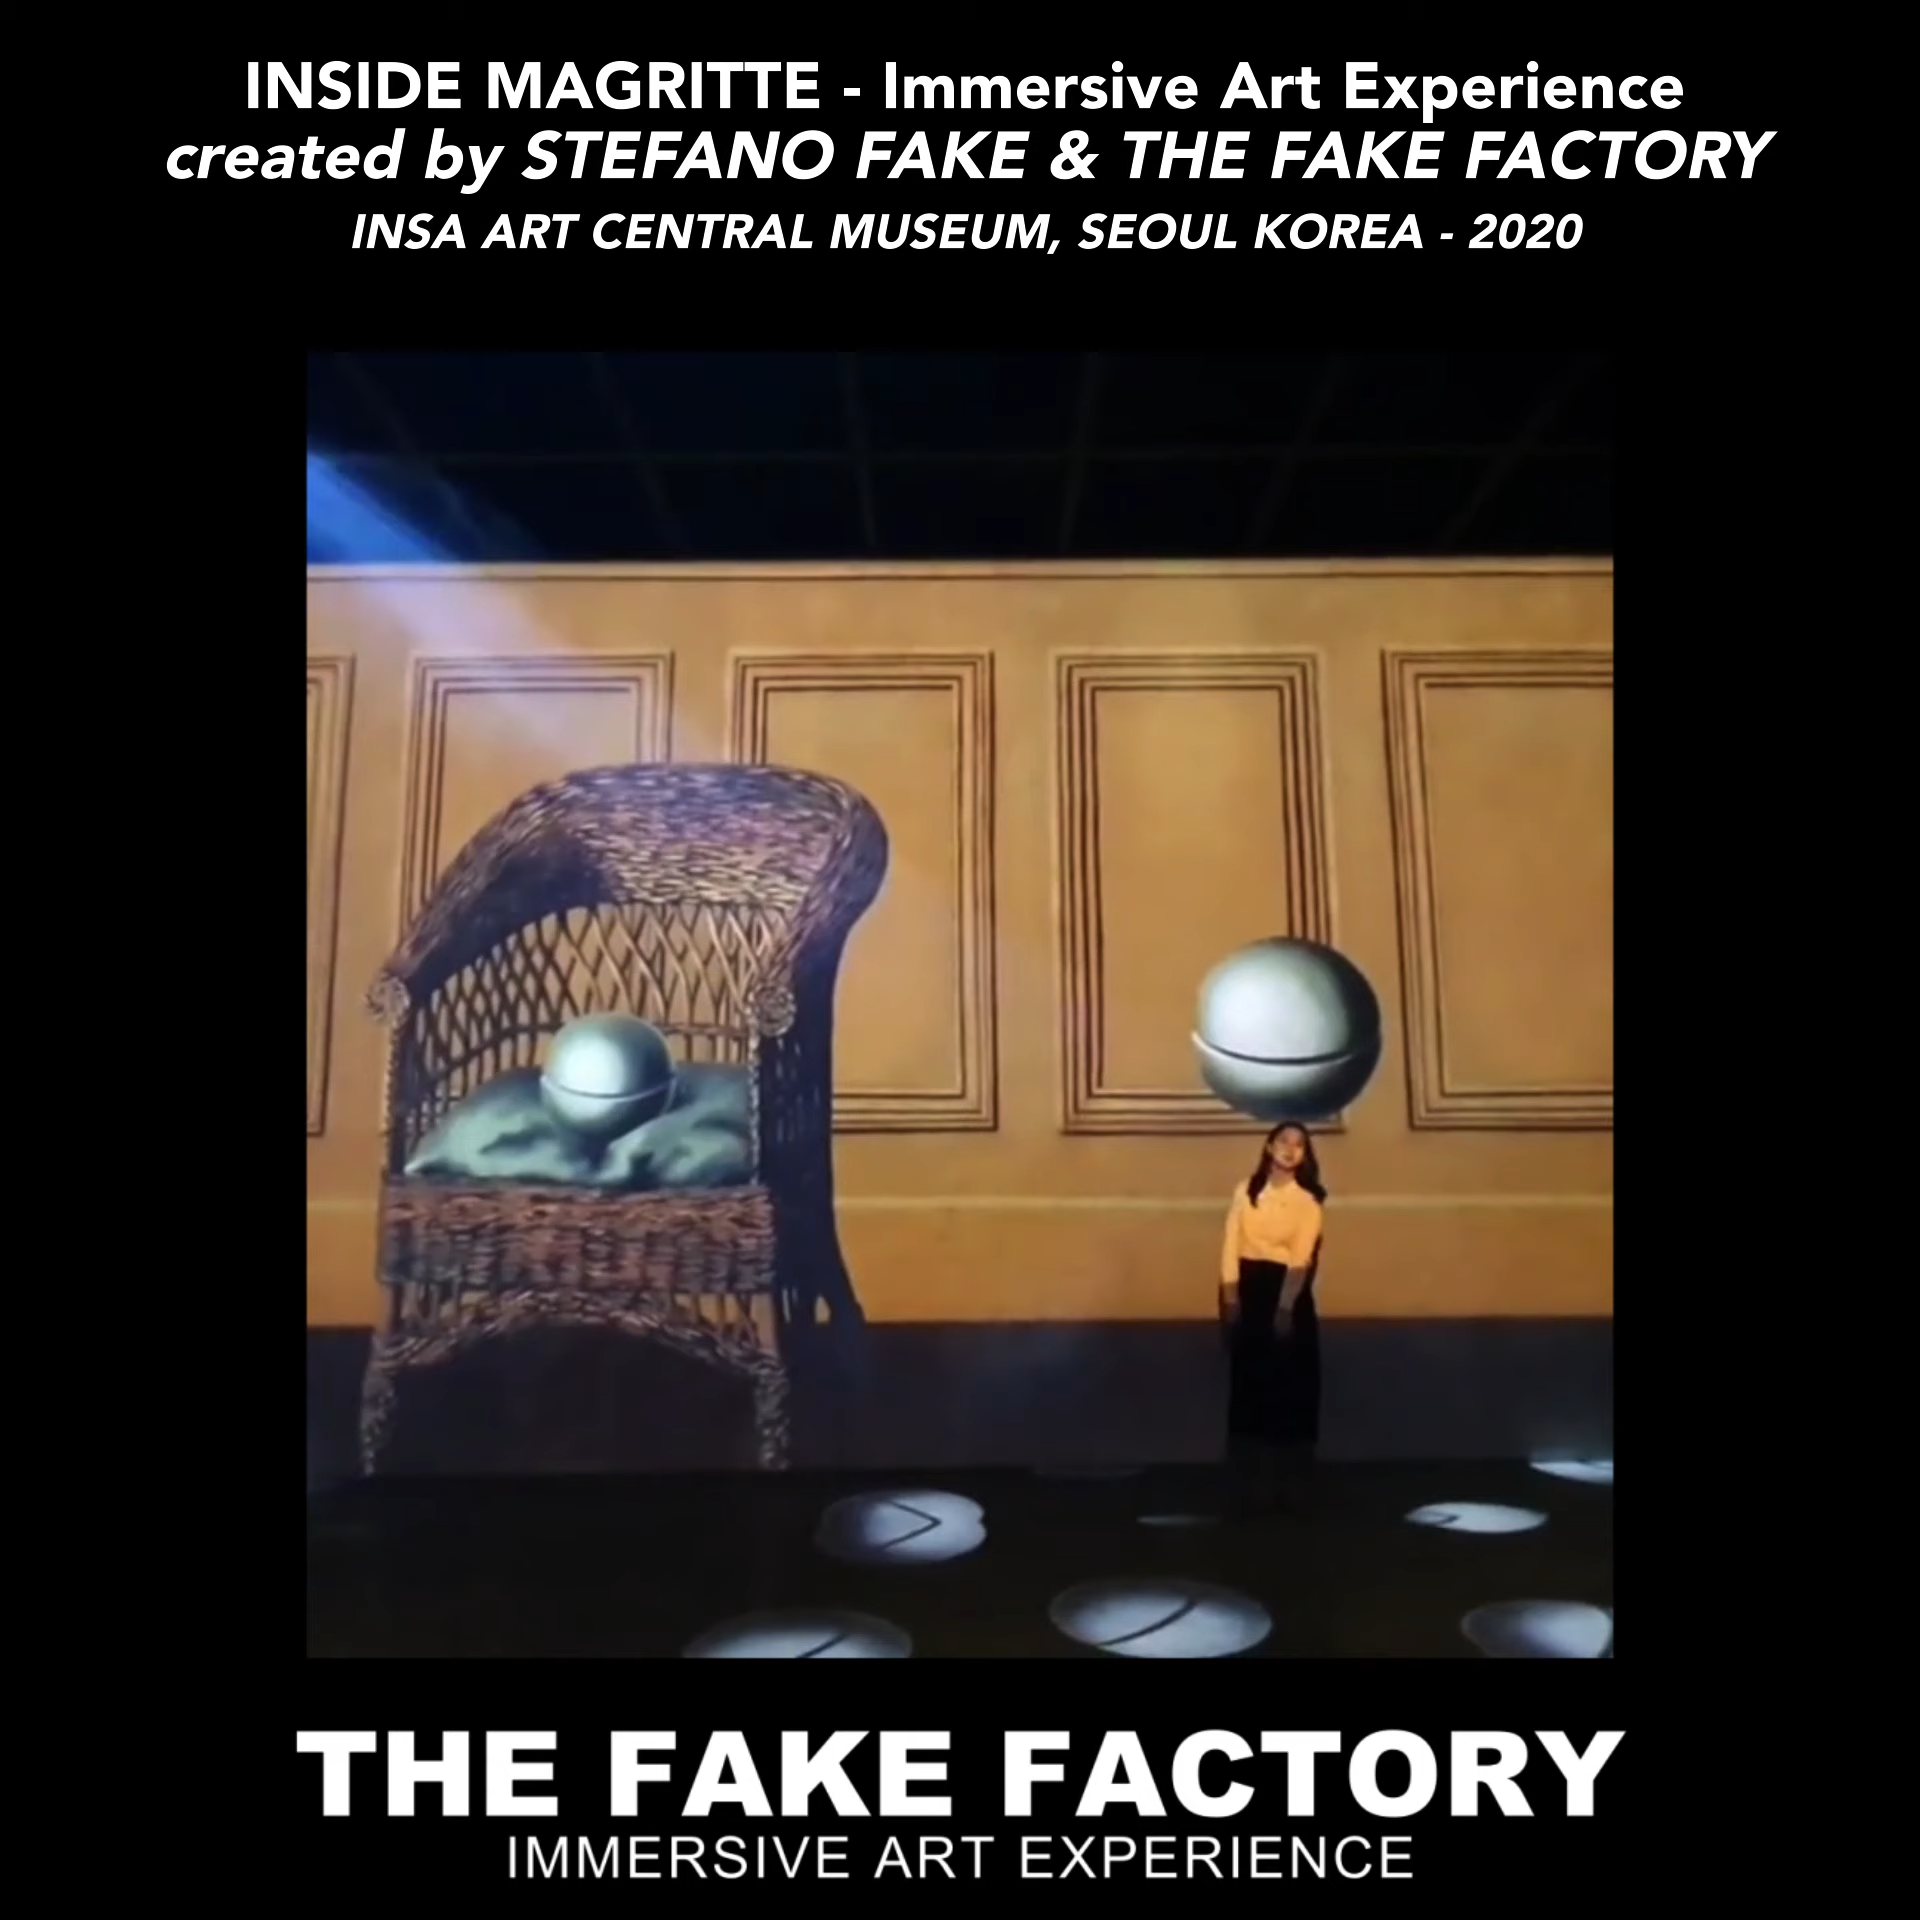 INSIDE MAGRITTE - Immersive Art Experience
created by STEFANO FAKE & THE FAKE FACTORY
INSA ART CENTRAL MUSEUM, SEOUL KOREA - 2020
THE FAKE FACTORY
IMMERSIVE ART EXPERIENCE